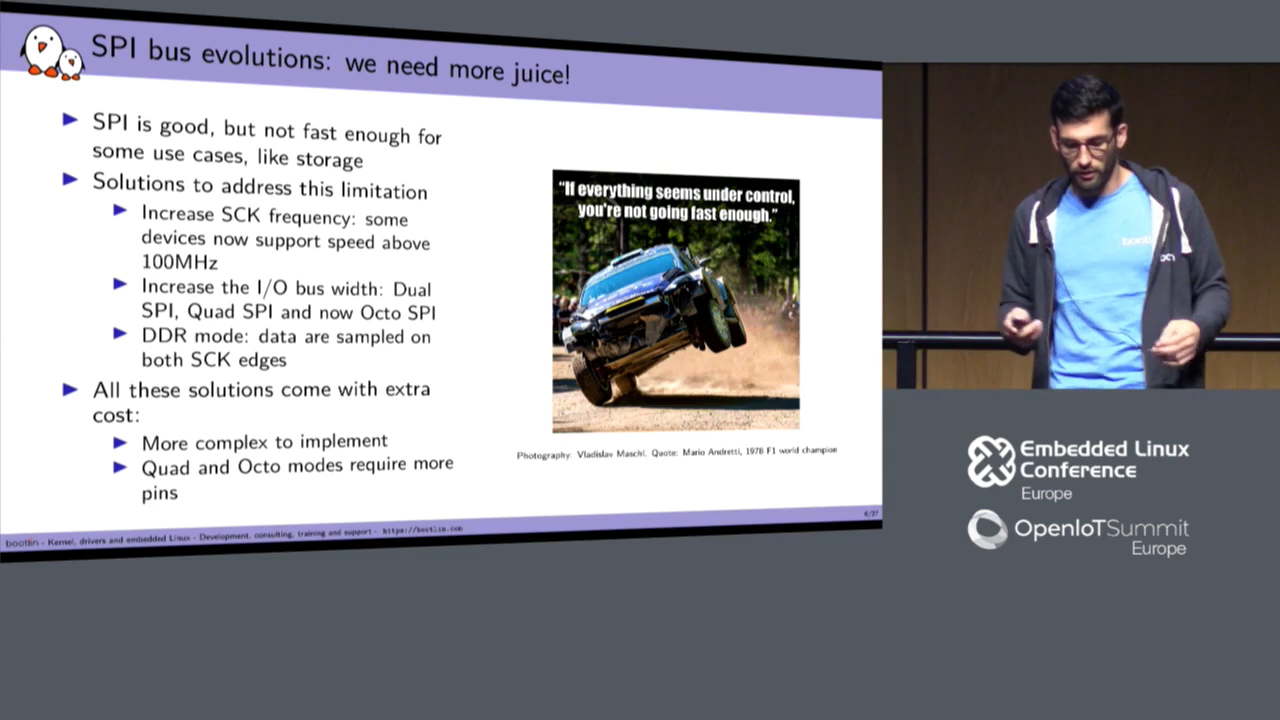 SPI bus evolutions: we need more juice!
SPI is good, but not fast enough for
some use cases, like storage
Solutions to address this limitation
Increase SCK frequency: some
devices now support speed above
100MHz
Increase the I/O bus width: Dual
SPI, Quad SPI and now Octo SPI
DDR mode: data are sampled on
both SCK edges
All these solutions come with extra
cost:
More complex to implement
Quad and Octo modes require more
pins
“If everything seems under control,
you're not going fast enough.”
Photography: Vladislav Maschl, Quote: Mario Andretti, 1978 F1 world champion
bootlin - Kernel, drivers and embedded Linux - Development, consulting, training and support - https://bootlin.com
6/27
Embedded Linux
Conference
Europe
OpenIoTSummit
Europe